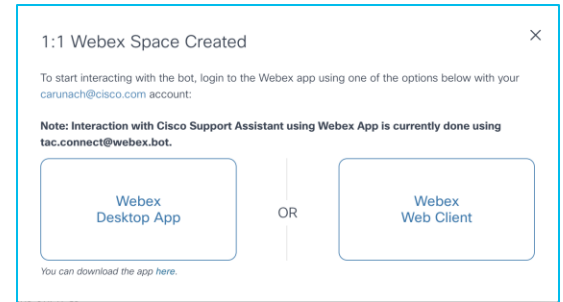 1:1 Webex Space Created
To start interacting with the bot, login to the Webex app using one of the options below with your
carunach@cisco.com account:
Note: Interaction with Cisco Support Assistant using Webex App is currently done using
tac.connect@webex.bot.
Webex
Desktop App
OR
Webex
Web Client
You can download the app here.